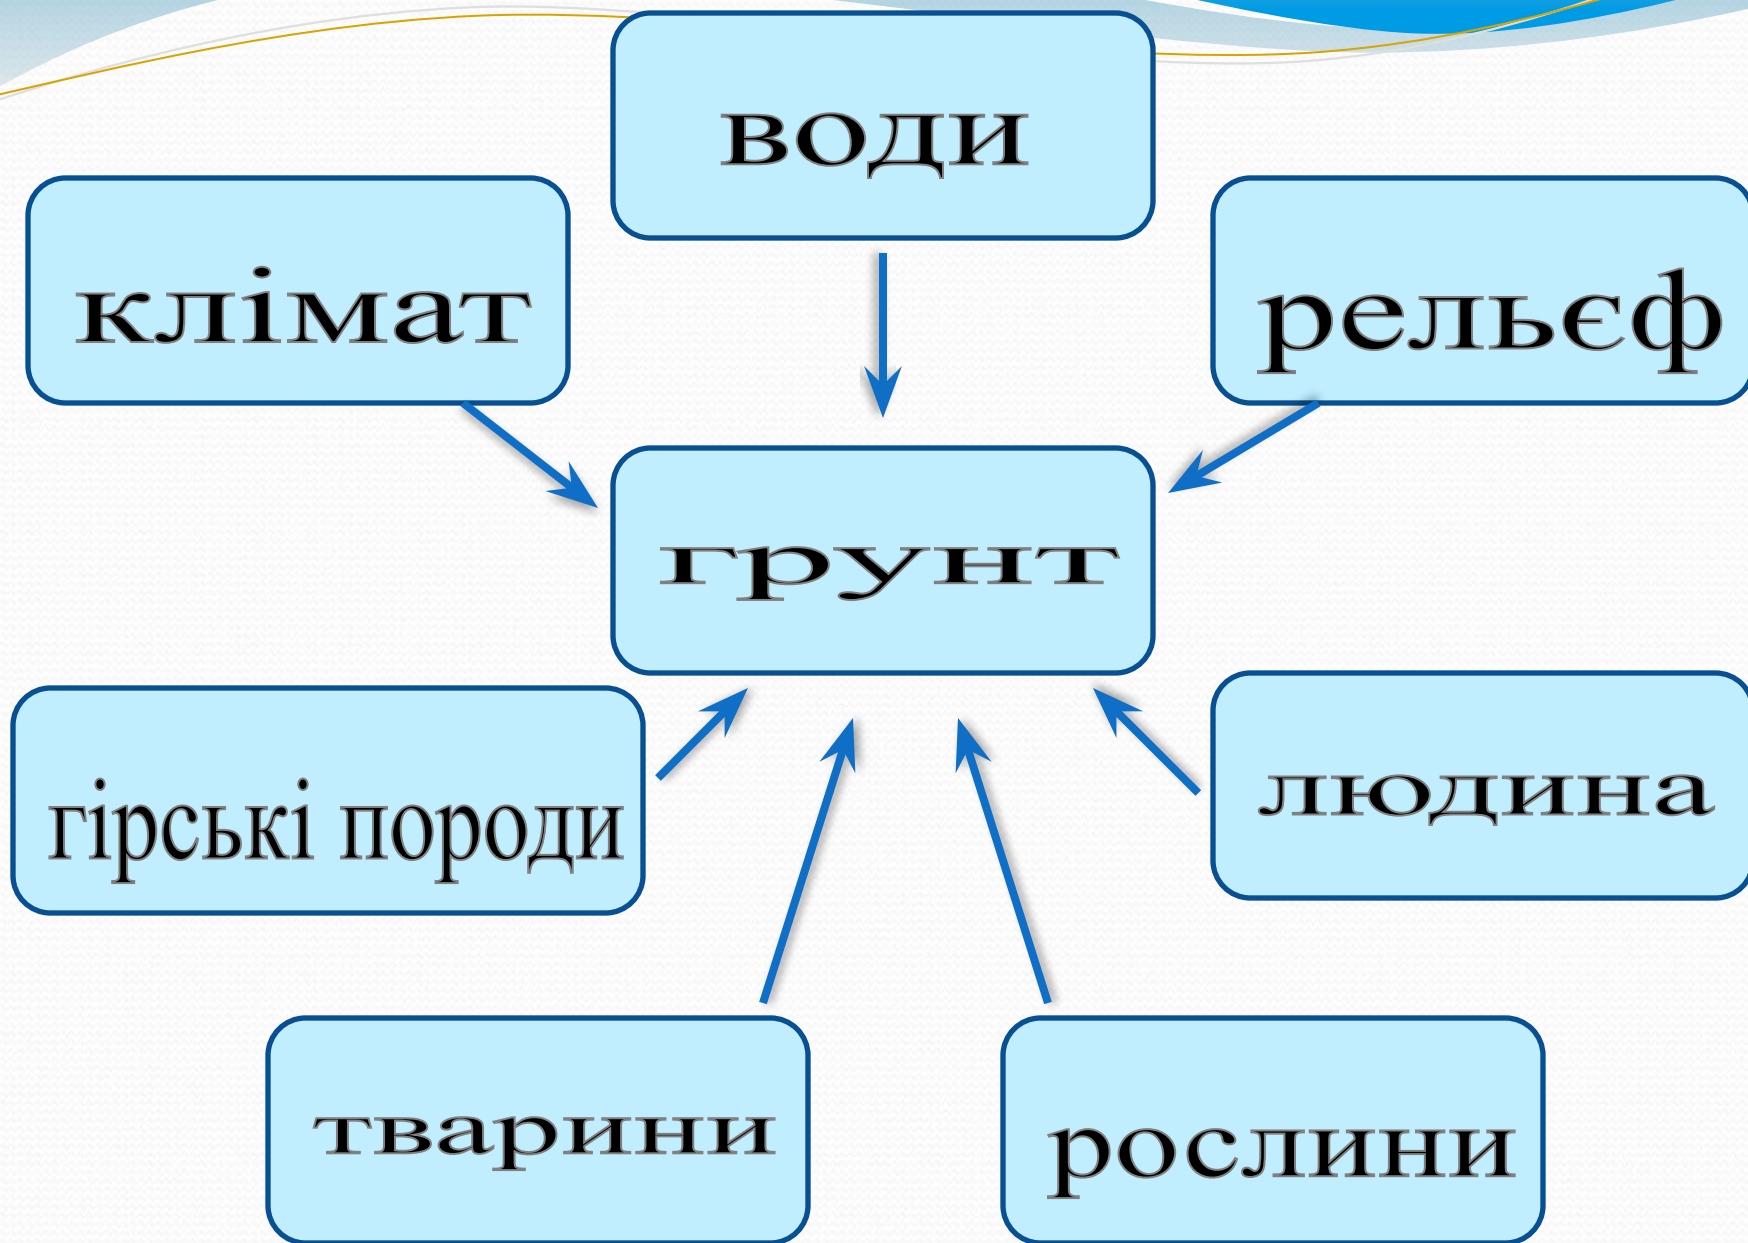 води
клімат
рельєф
грунт
гірські породи
людина
тварини
рослини